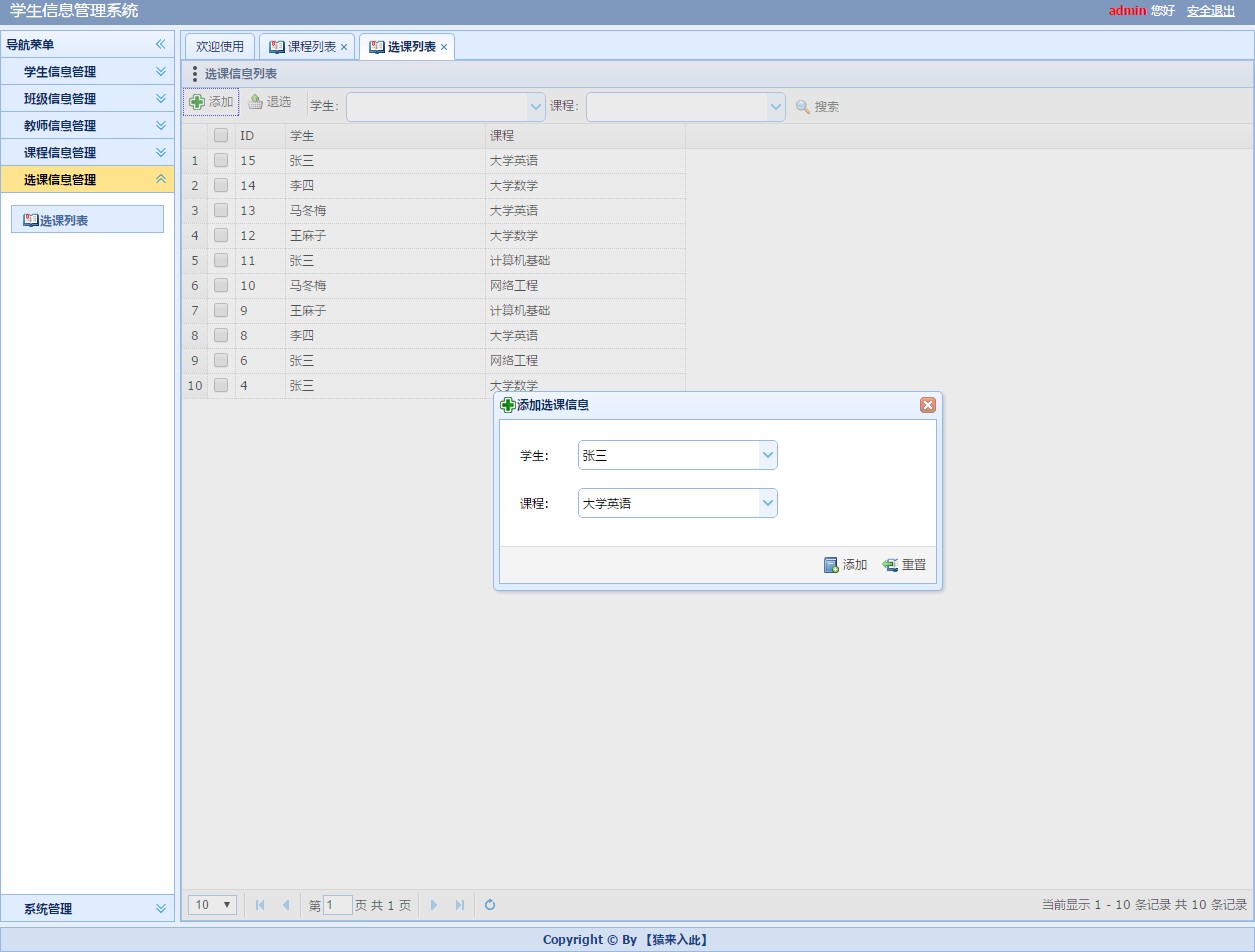 学生信息管理系统
admin 您好 安全退出
导航菜单
学生信息管理
班级信息管理
教师信息管理
课程信息管理
选课信息管理
选课列表
系统管理
欢迎使用 课程列表 选课列表
选课信息列表
添加 退选 学生: 课程: 搜索
ID 学生 课程
1 15 张三 大学英语
2 14 李四 大学数学
3 13 马冬梅 大学英语
4 12 王麻子 大学数学
5 11 张三 计算机基础
6 10 马冬梅 网络工程
7 9 王麻子 计算机基础
8 8 李四 大学英语
9 6 张三 网络工程
10 4 张三 大学数学
添加选课信息
学生: 张三
课程: 大学英语
添加 重置
10 第 1 页 共 1 页 当前显示 1 - 10 条记录 共 10 条记录
Copyright © By 【猿来入此】